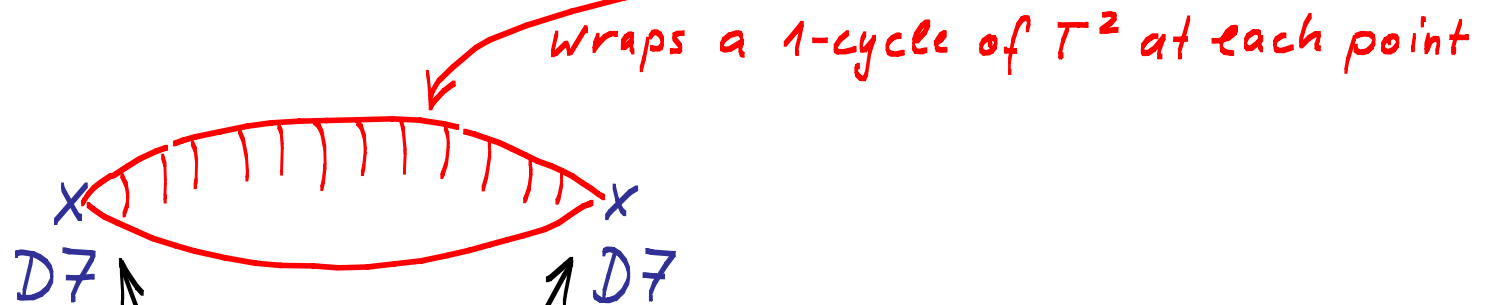 wraps a 1-cycle of T² at each point
x x
D7 D7